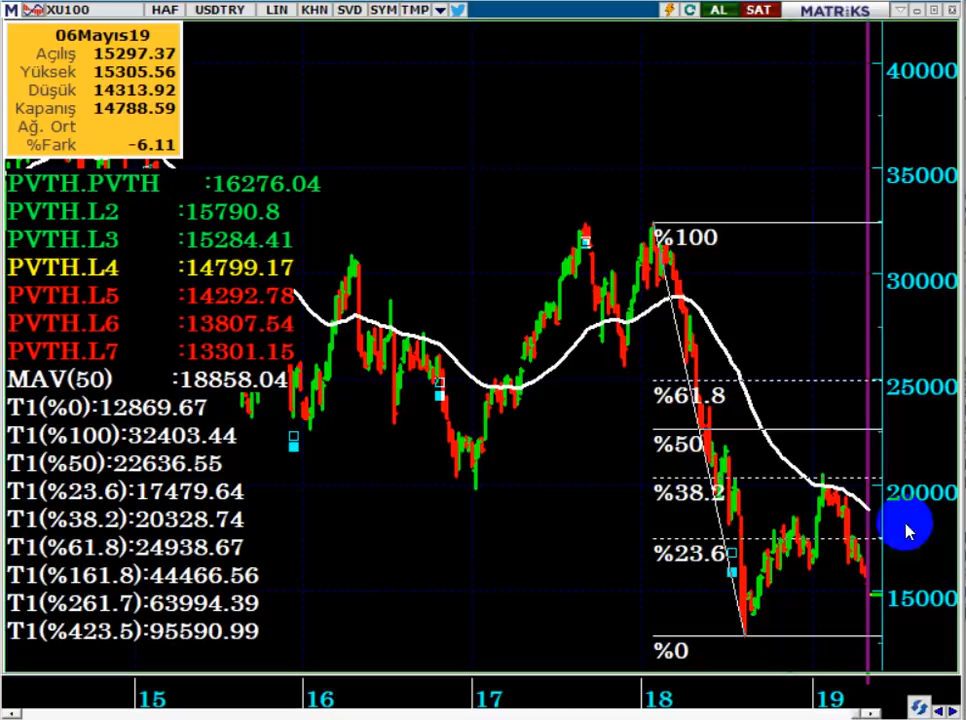 M XU100 HAF USDTRY LIN KHN SVD SYM TMP AL SAT MATRİKS
06Mayıs19
Açılış 15297.37
Yüksek 15305.56
Düşük 14313.92
Kapanış 14788.59
Ağ. Ort
%Fark -6.11
PVTH.PVTH :16276.04
PVTH.L2 :15790.8
PVTH.L3 :15284.41
PVTH.L4 :14799.17
PVTH.L5 :14292.78
PVTH.L6 :13807.54
PVTH.L7 :13301.15
MAV(50) :18858.04
T1(%0):12869.67
T1(%100):32403.44
T1(%50):22636.55
T1(%23.6):17479.64
T1(%38.2):20328.74
T1(%61.8):24938.67
T1(%161.8):44466.56
T1(%261.7):63994.39
T1(%423.5):95590.99
%100
%61.8
%50
%38.2
%23.6
%0
40000
35000
30000
25000
20000
15000
15 16 17 18 19